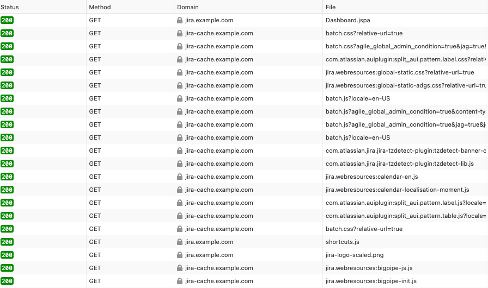 Status Method Domain File
200 GET jira.example.com Dashboard.jspa
200 GET jira-cache.example.com batch.css?relative-url=true
200 GET jira-cache.example.com batch.css?agile_global_admin_condition=true&jag=true&
200 GET jira-cache.example.com com.atlassian.auiplugin:split_aui.pattern.label.css?relativ
200 GET jira-cache.example.com jira.webresources:global-static.css?relative-url=true
200 GET jira-cache.example.com jira.webresources:global-static-adgs.css?relative-url=tru
200 GET jira-cache.example.com batch.js?locale=en-US
200 GET jira-cache.example.com batch.js?agile_global_admin_condition=true&content-ty
200 GET jira-cache.example.com batch.js?agile_global_admin_condition=true&jag=true&j
200 GET jira-cache.example.com batch.js?locale=en-US
200 GET jira-cache.example.com com.atlassian.jira.jira-tzdetect-plugin:tzdetect-banner-c
200 GET jira-cache.example.com com.atlassian.jira.jira-tzdetect-plugin:tzdetect-lib.js
200 GET jira-cache.example.com jira.webresources:calendar-en.js
200 GET jira-cache.example.com jira.webresources:calendar-localisation-moment.js
200 GET jira-cache.example.com com.atlassian.auiplugin:split_aui.pattern.label.js?locale=
200 GET jira-cache.example.com com.atlassian.auiplugin:split_aui.pattern.table.js?locale=
200 GET jira-cache.example.com batch.css?relative-url=true
200 GET jira.example.com shortcuts.js
200 GET jira.example.com jira-logo-scaled.png
200 GET jira-cache.example.com jira.webresources:bigpipe-js.js
200 GET jira-cache.example.com jira.webresources:bigpipe-init.js